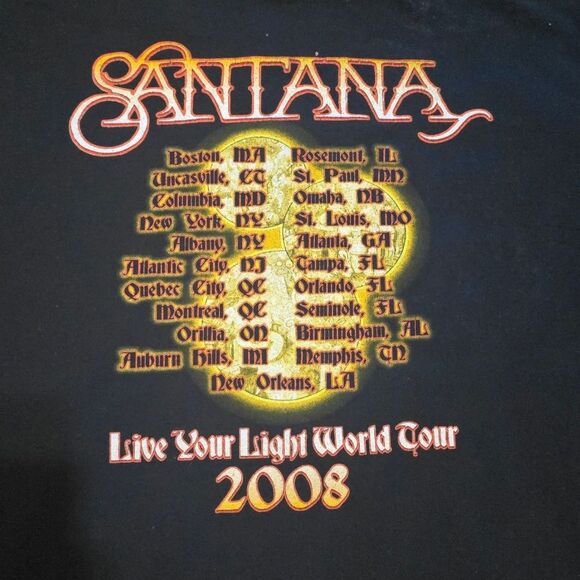 SANTANA
Boston, MA Rosemont, IL
Uncasville, CT St. Paul, MN
Columbia, MD Omaha, NB
New York, NY St. Louis, MO
Albany, NY Atlanta, GA
Atlantic City, NJ Tampa, FL
Quebec City, QC Orlando, FL
Montreal, QC Seminole, FL
Orillia, ON Birmingham, AL
Auburn Hills, MI Memphis, TN
New Orleans, LA
Live Your Light World Tour
2008